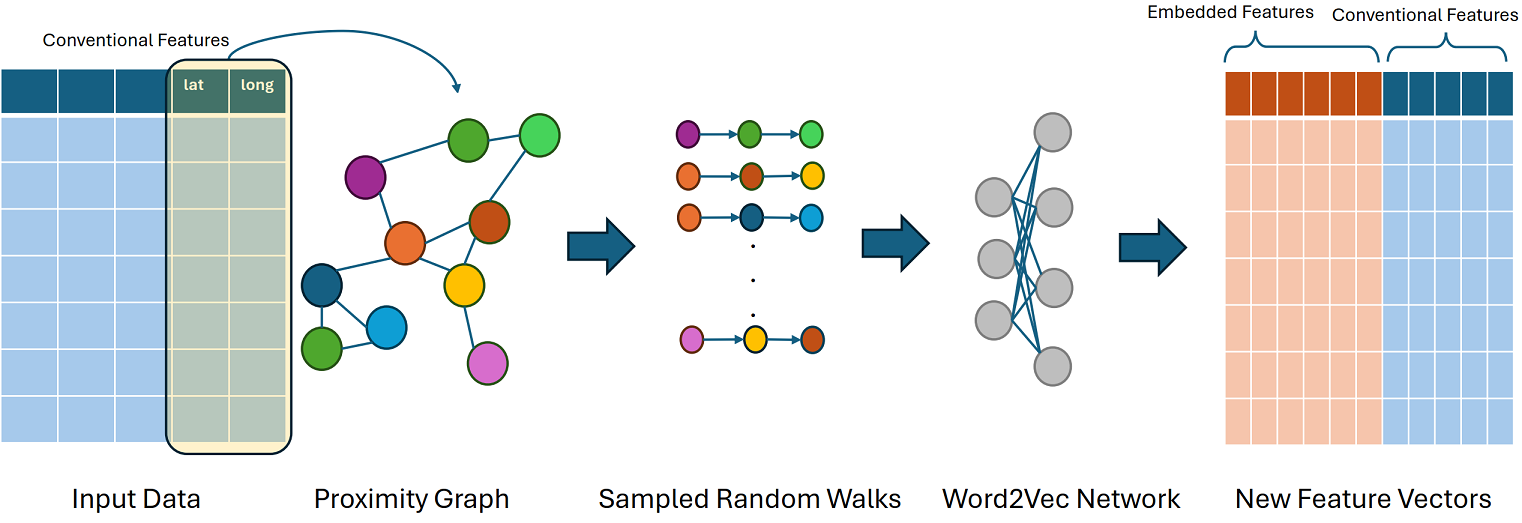 Conventional Features
lat
long
Embedded Features
Conventional Features
Input Data
Proximity Graph
Sampled Random Walks
Word2Vec Network
New Feature Vectors